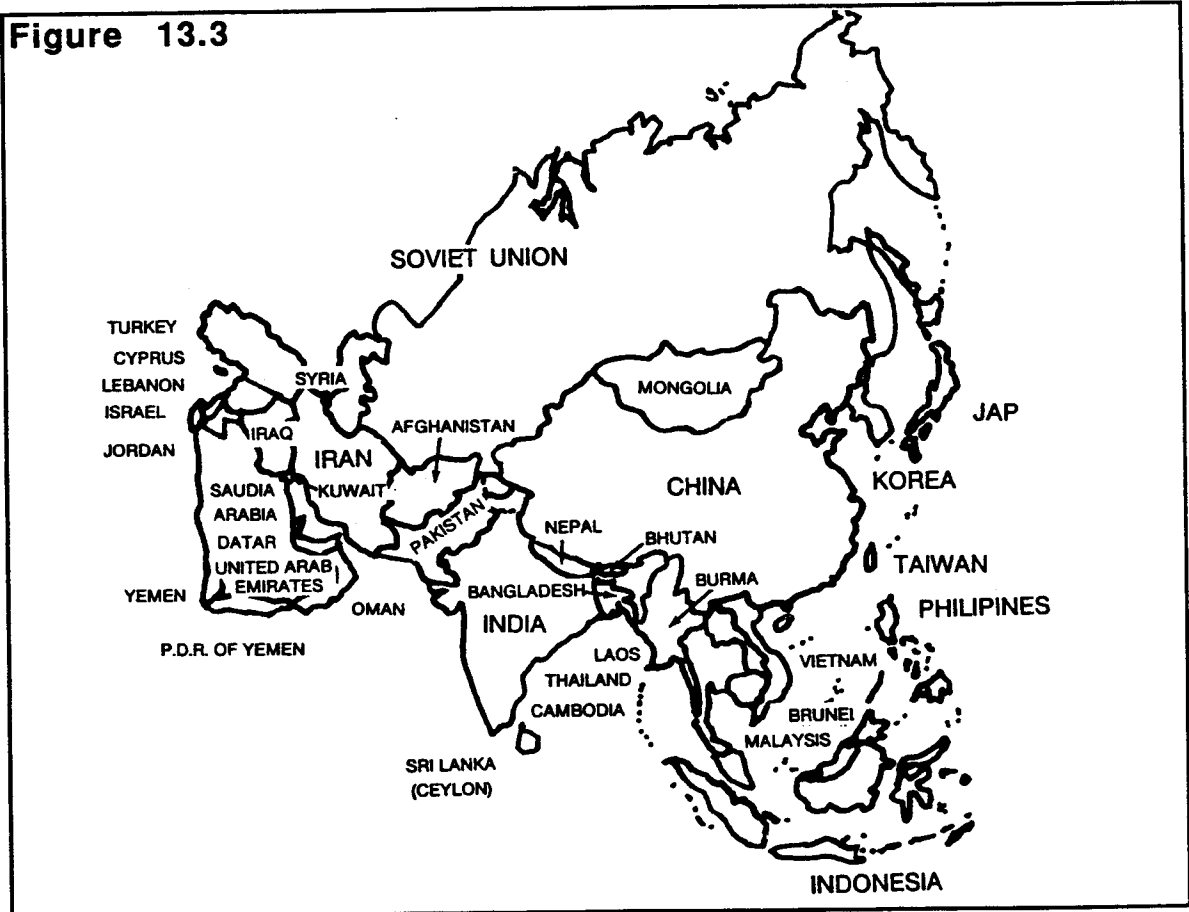 Figure 13.3
SOVIET UNION
TURKEY
CYPRUS
LEBANON
ISRAEL
JORDAN
SYRIA
IRAQ
IRAN
AFGHANISTAN
MONGOLIA
JAP
KOREA
CHINA
SAUDIA
ARABIA
KUWAIT
PAKISTAN
DATAR
UNITED ARAB
EMIRATES
NEPAL
BHUTAN
TAIWAN
YEMEN
OMAN
BANGLADESH
BURMA
PHILIPINES
INDIA
P.D.R. OF YEMEN
LAOS
VIETNAM
THAILAND
CAMBODIA
BRUNEI
MALAYSIS
SRI LANKA
(CEYLON)
INDONESIA